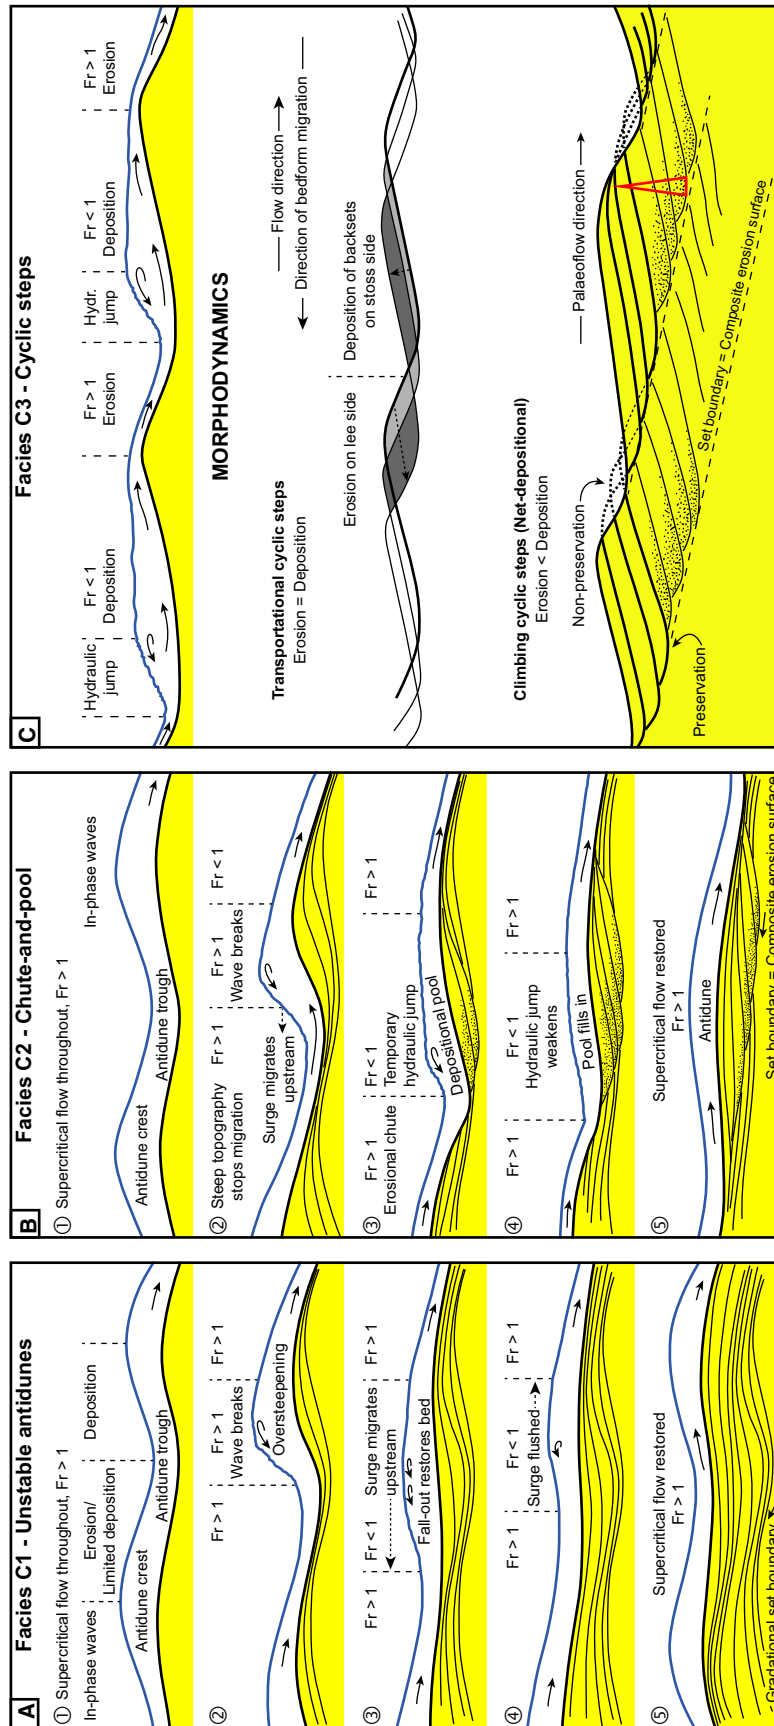 A
Facies C1 - Unstable antidunes
① Supercritical flow throughout, Fr > 1
In-phase waves
Erosion/
Limited deposition
Deposition
Antidune crest
Antidune trough
②
Fr > 1
Fr > 1
Wave breaks
Fr > 1
Oversteepening
③
Fr > 1
Fr < 1
Surge migrates
upstream
Fr > 1
Fall-out restores bed
④
Fr > 1
Fr < 1
Surge flushed
Fr > 1
⑤
Supercritical flow restored
Fr > 1
Gradational set boundary
B
Facies C2 - Chute-and-pool
① Supercritical flow throughout, Fr > 1
In-phase waves
Antidune crest
Antidune trough
②
Steep topography
stops migration
Fr > 1
Surge migrates
upstream
Fr > 1
Wave breaks
Fr < 1
③
Fr > 1
Erosional chute
Fr < 1
Temporary
hydraulic jump
Fr > 1
Depositional pool
④
Fr > 1
Fr < 1
Hydraulic jump
weakens
Fr > 1
Pool fills in
⑤
Supercritical flow restored
Fr > 1
Antidune
Set boundary = Composite erosion surface
C
Facies C3 - Cyclic steps
Hydraulic
jump
Fr < 1
Deposition
Fr > 1
Erosion
Hydr.
jump
Fr < 1
Deposition
Fr > 1
Erosion
MORPHODYNAMICS
Transportational cyclic steps
Erosion = Deposition
Flow direction
Direction of bedform migration
Erosion on lee side
Deposition of backsets
on stoss side
Climbing cyclic steps (Net-depositional)
Erosion < Deposition
Non-preservation
Palaeoflow direction
Preservation
Set boundary = Composite erosion surface